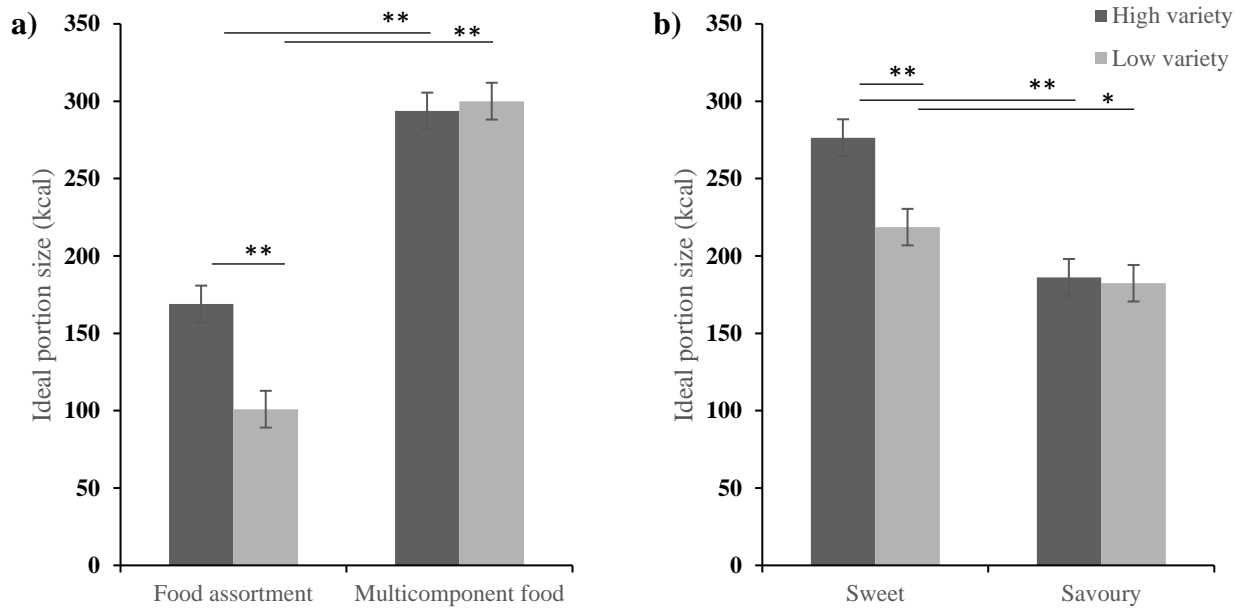 a)
Ideal portion size (kcal)
350
300
250
200
150
100
50
0
**
**
**
Food assortment
Multicomponent food
b)
Ideal portion size (kcal)
350
300
250
200
150
100
50
0
High variety
Low variety
**
**
*
Sweet
Savoury